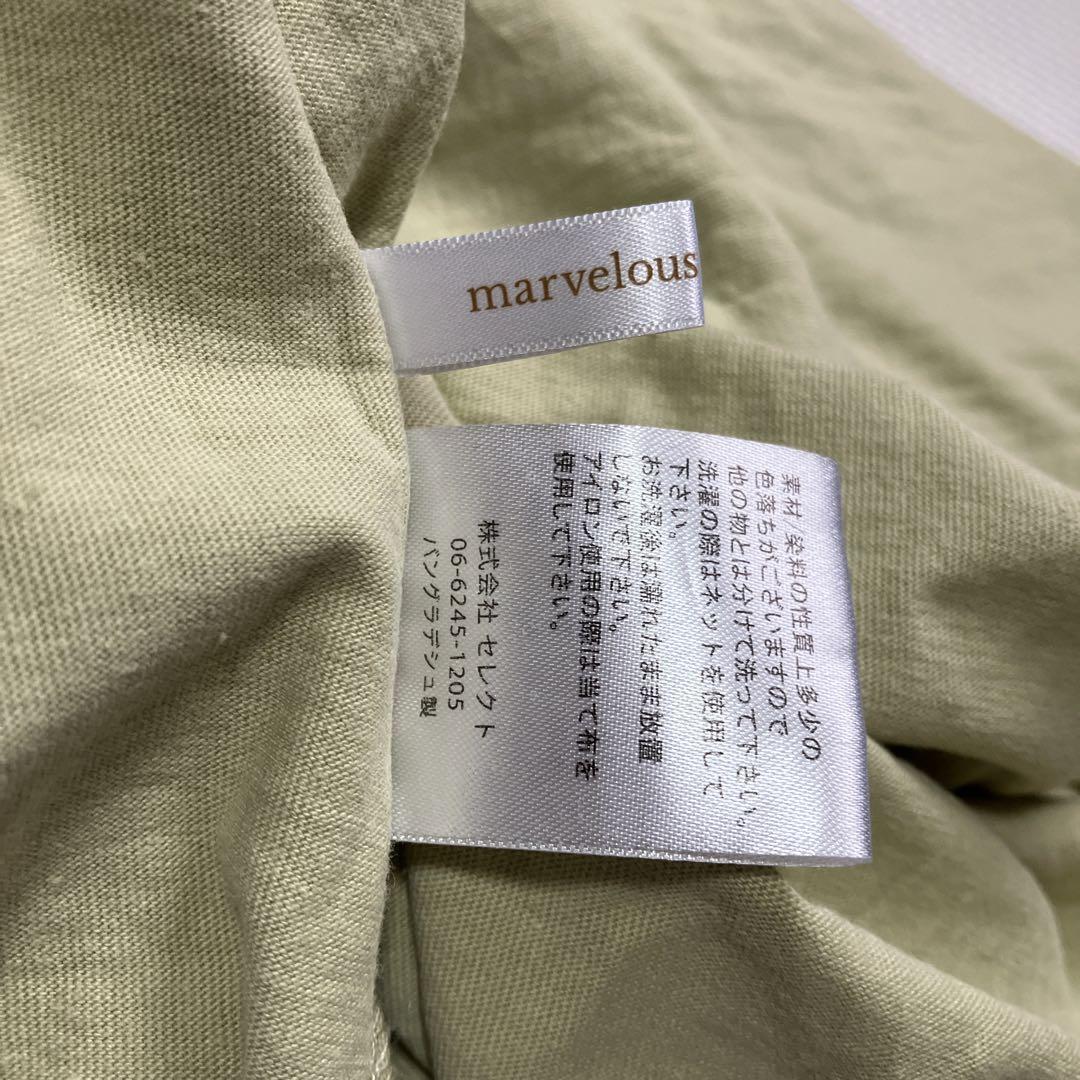 marvelous
素材/染料の性質上多少の
色落ちがございますので
他の物とは分けて洗って下さい。
洗濯の際はネットを使用して
下さい。
お洗濯後は濡れたまま放置
しないで下さい。
アイロン使用の際は当て布を
使用して下さい。
株式会社 セレクト
06-6245-1205
バングラデシュ製